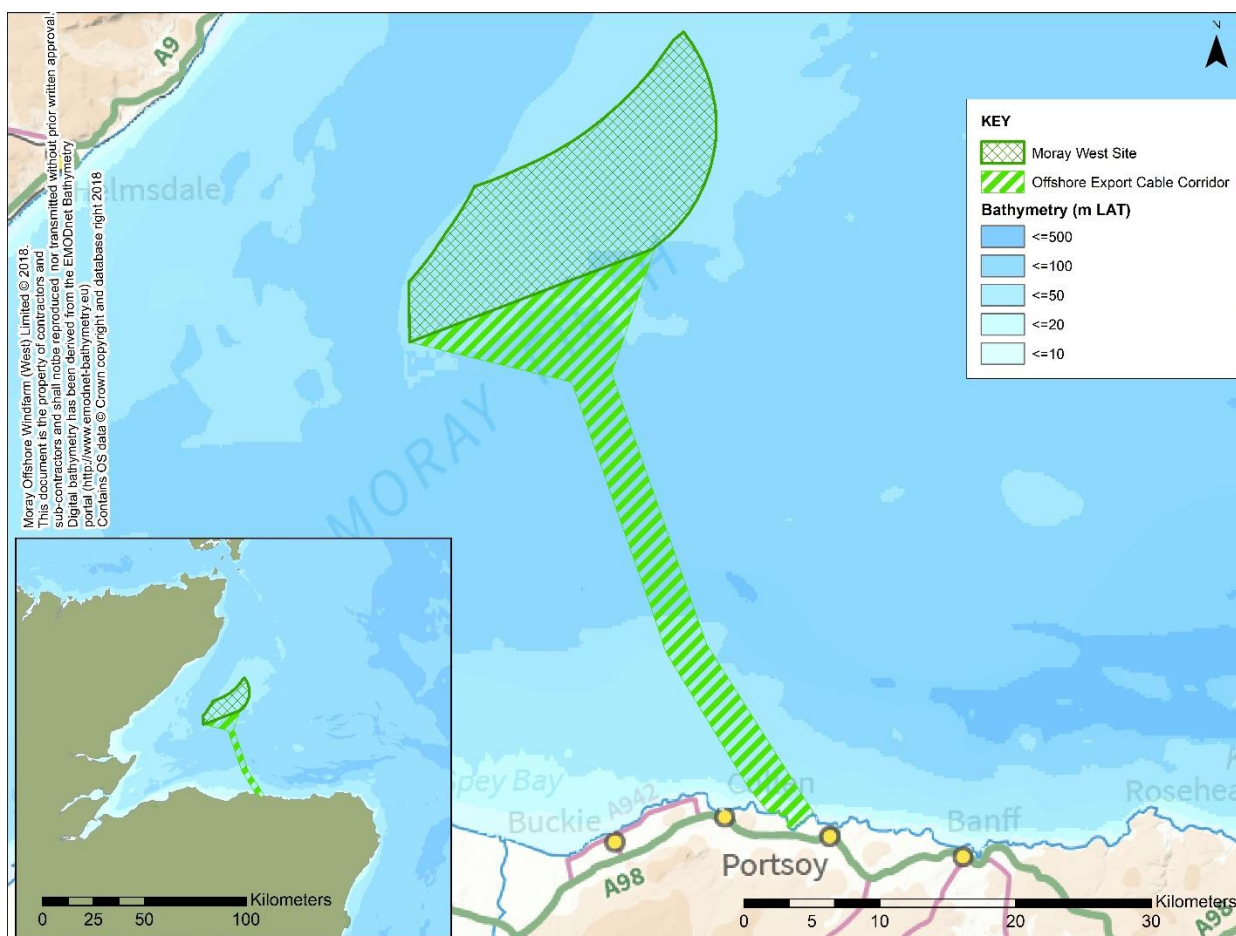 A9
Helmsdale
MORAY FIRTH
Z
KEY
Moray West Site
Offshore Export Cable Corridor
Bathymetry (m LAT)
<=500
<=100
<=50
<=20
<=10
Moray Offshore Windfarm (West) Limited © 2018.
This document is the property of contractors and
sub-contractors and shall notbe reproduced nor transmitted without prior written approval.
Digital bathymetry has been derived from the EMODnet Bathymetry
portal (http://www.emodnet-bathymetry.eu)
Contains OS data © Crown copyright and database right 2018
Spey Bay
Buckie
A942
Cullen
Banff
Portsoy
A98
A98
Kilometers
0 25 50 100
Kilometers
0 5 10 20 30